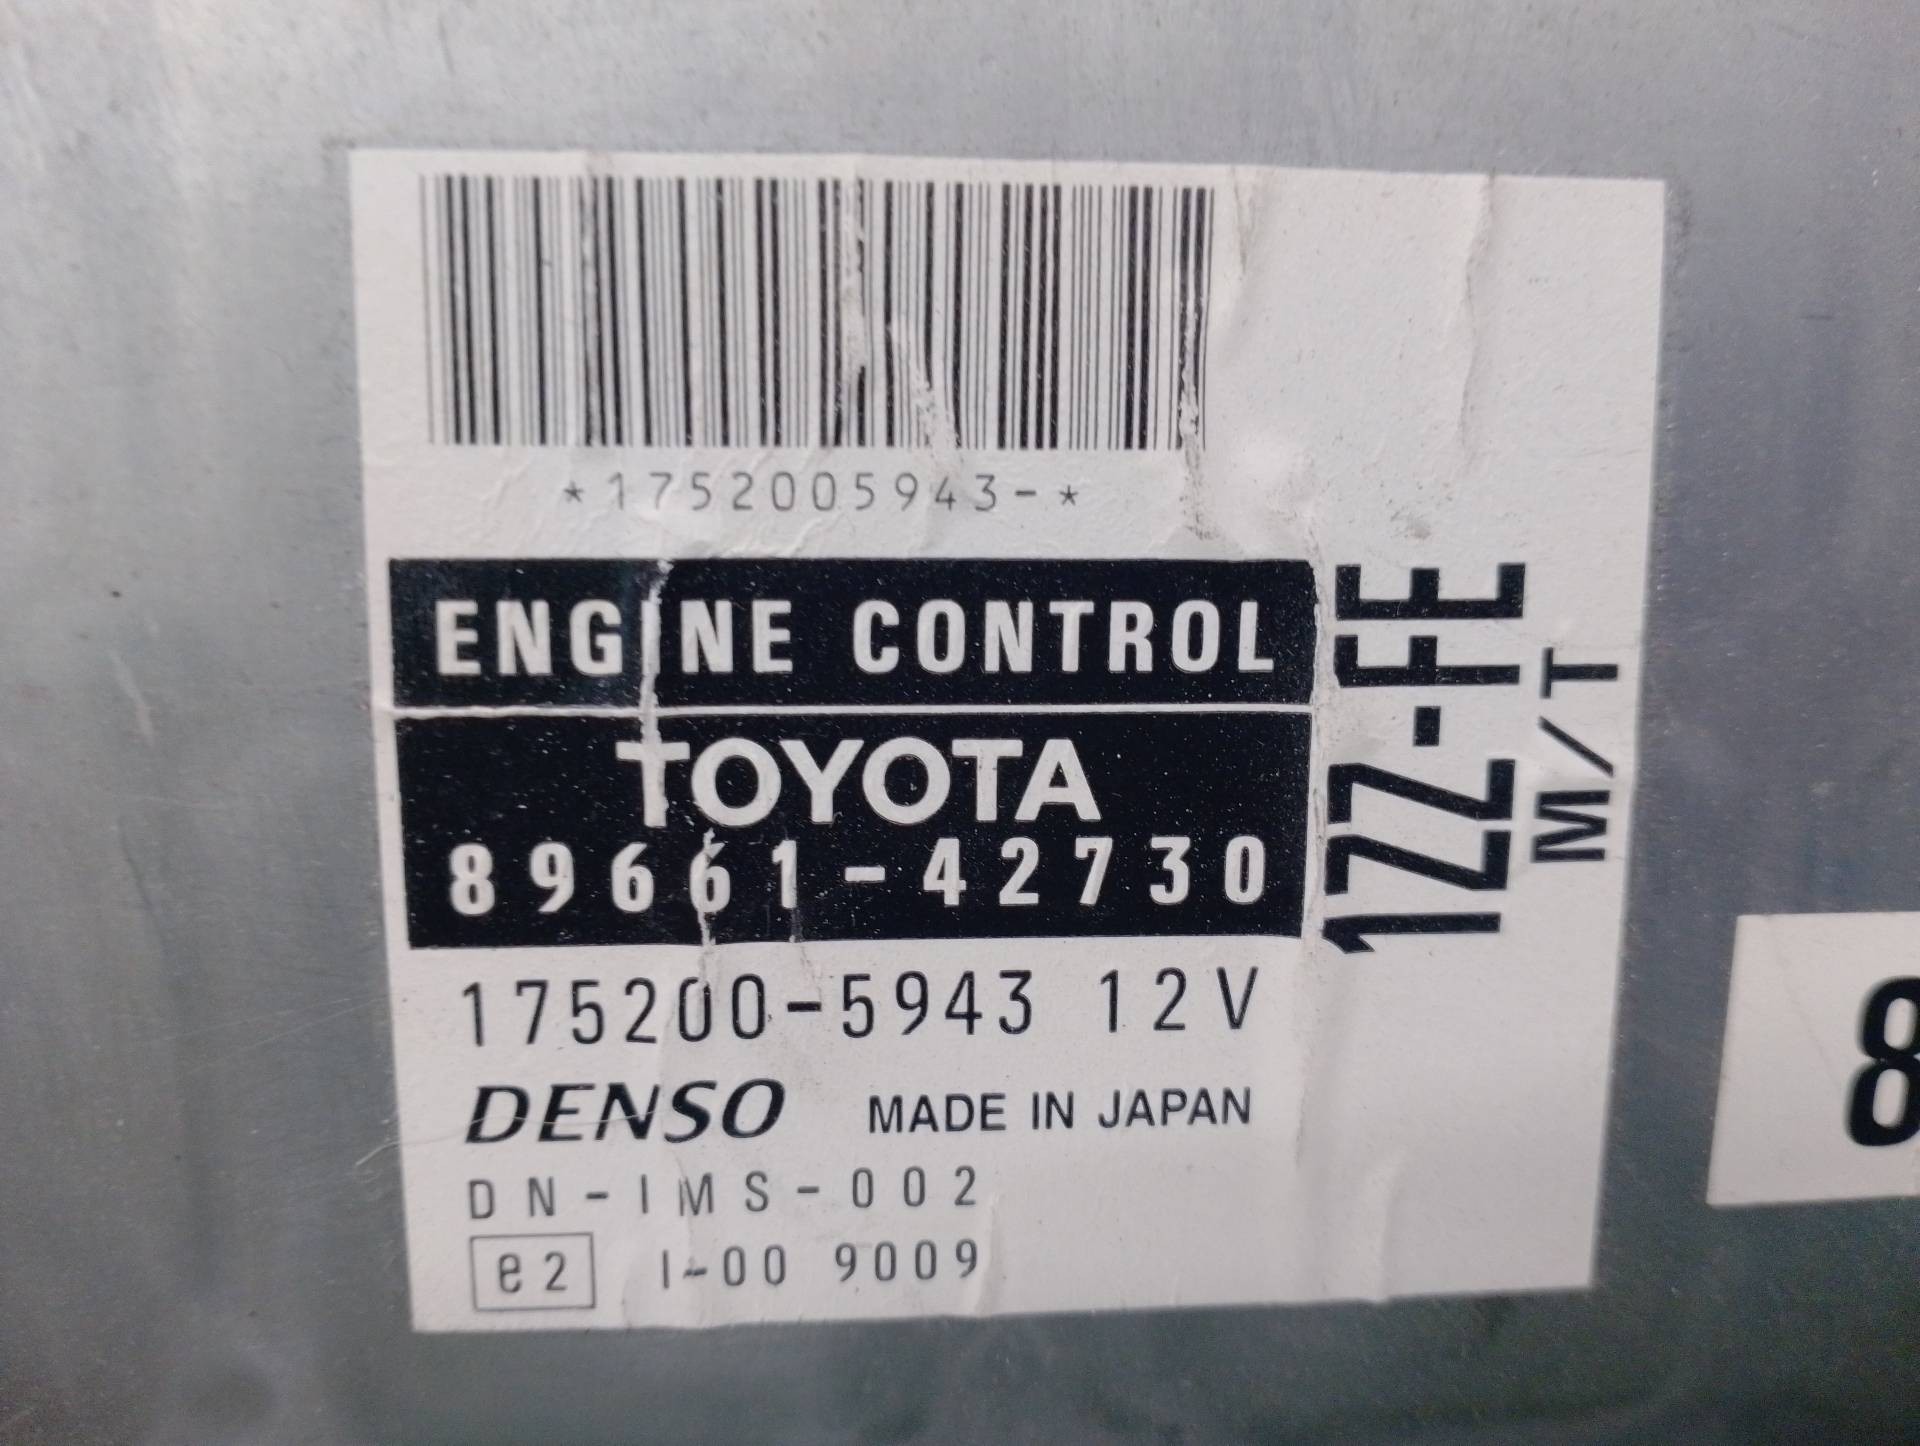 *1752005943-*
ENGINE CONTROL
TOYOTA
89661-42730
175200-5943 12V
DENSO MADE IN JAPAN
DN-IMS-002
e2 I-00 9009
1ZZ-FE
M/T
8